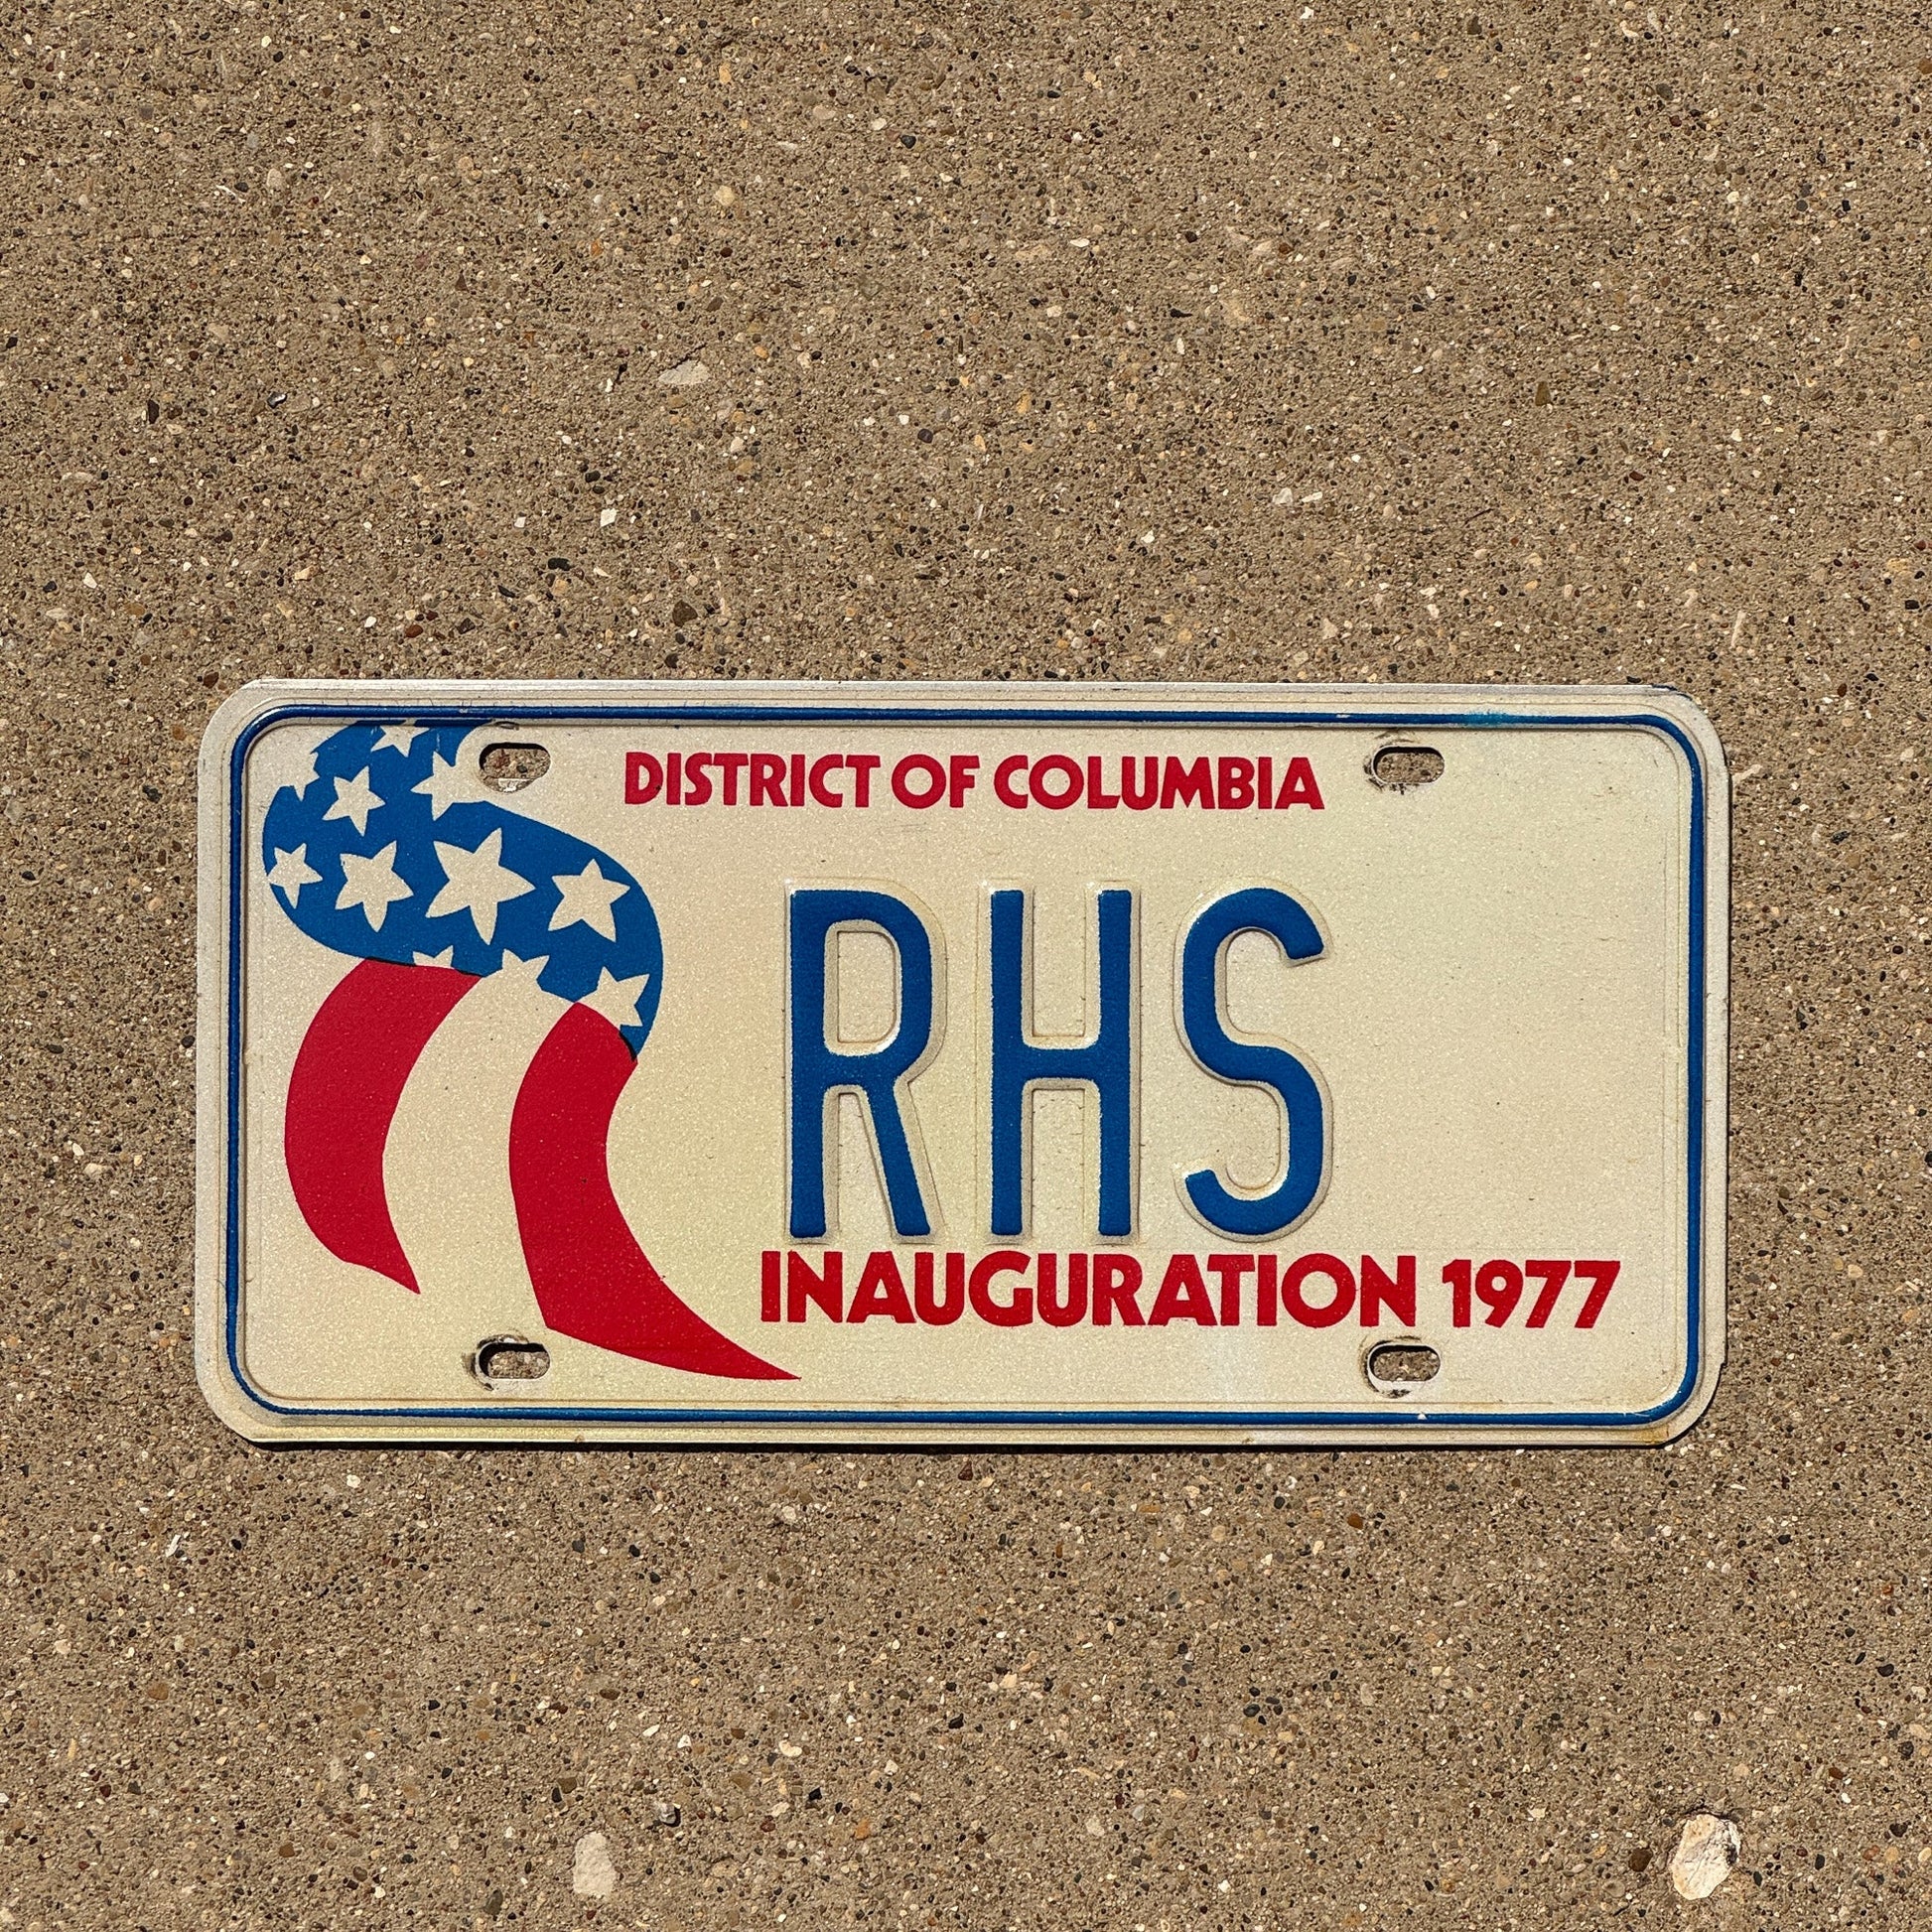 DISTRICT OF COLUMBIA
RHS
INAUGURATION 1977